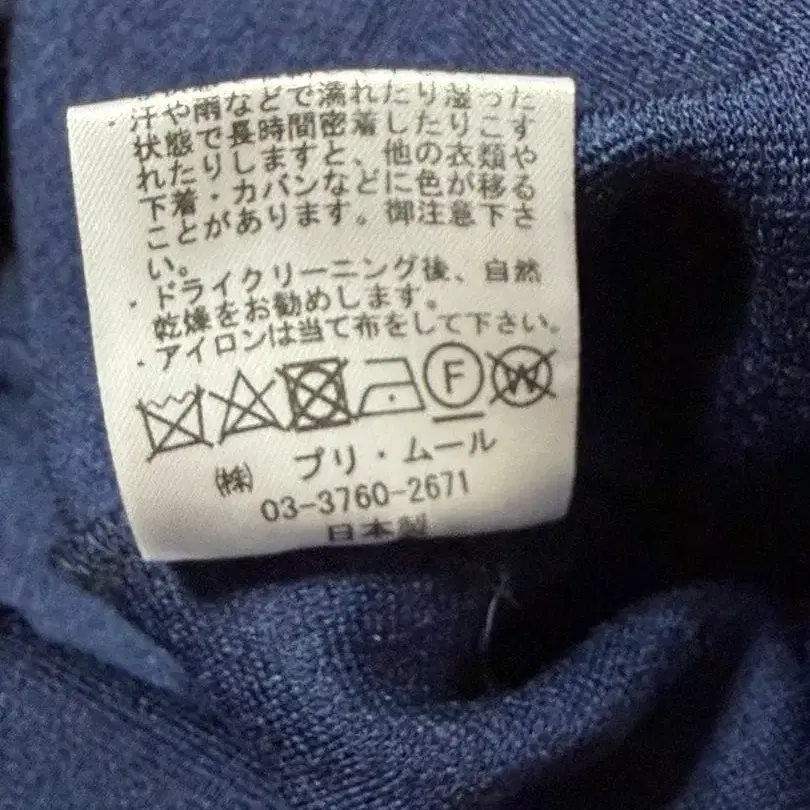 汗や雨などで濡れたり湿った
状態で長時間密着したりこす
れたりしますと、他の衣類や
下着・カバンなどに色が移る
ことがあります。御注意下さ
い。
・ドライクリーニング後、自然
乾燥をお勧めします。
・アイロンは当て布をして下さい。
F W
㈱ プリ・ムール
03-3760-2671
日本製